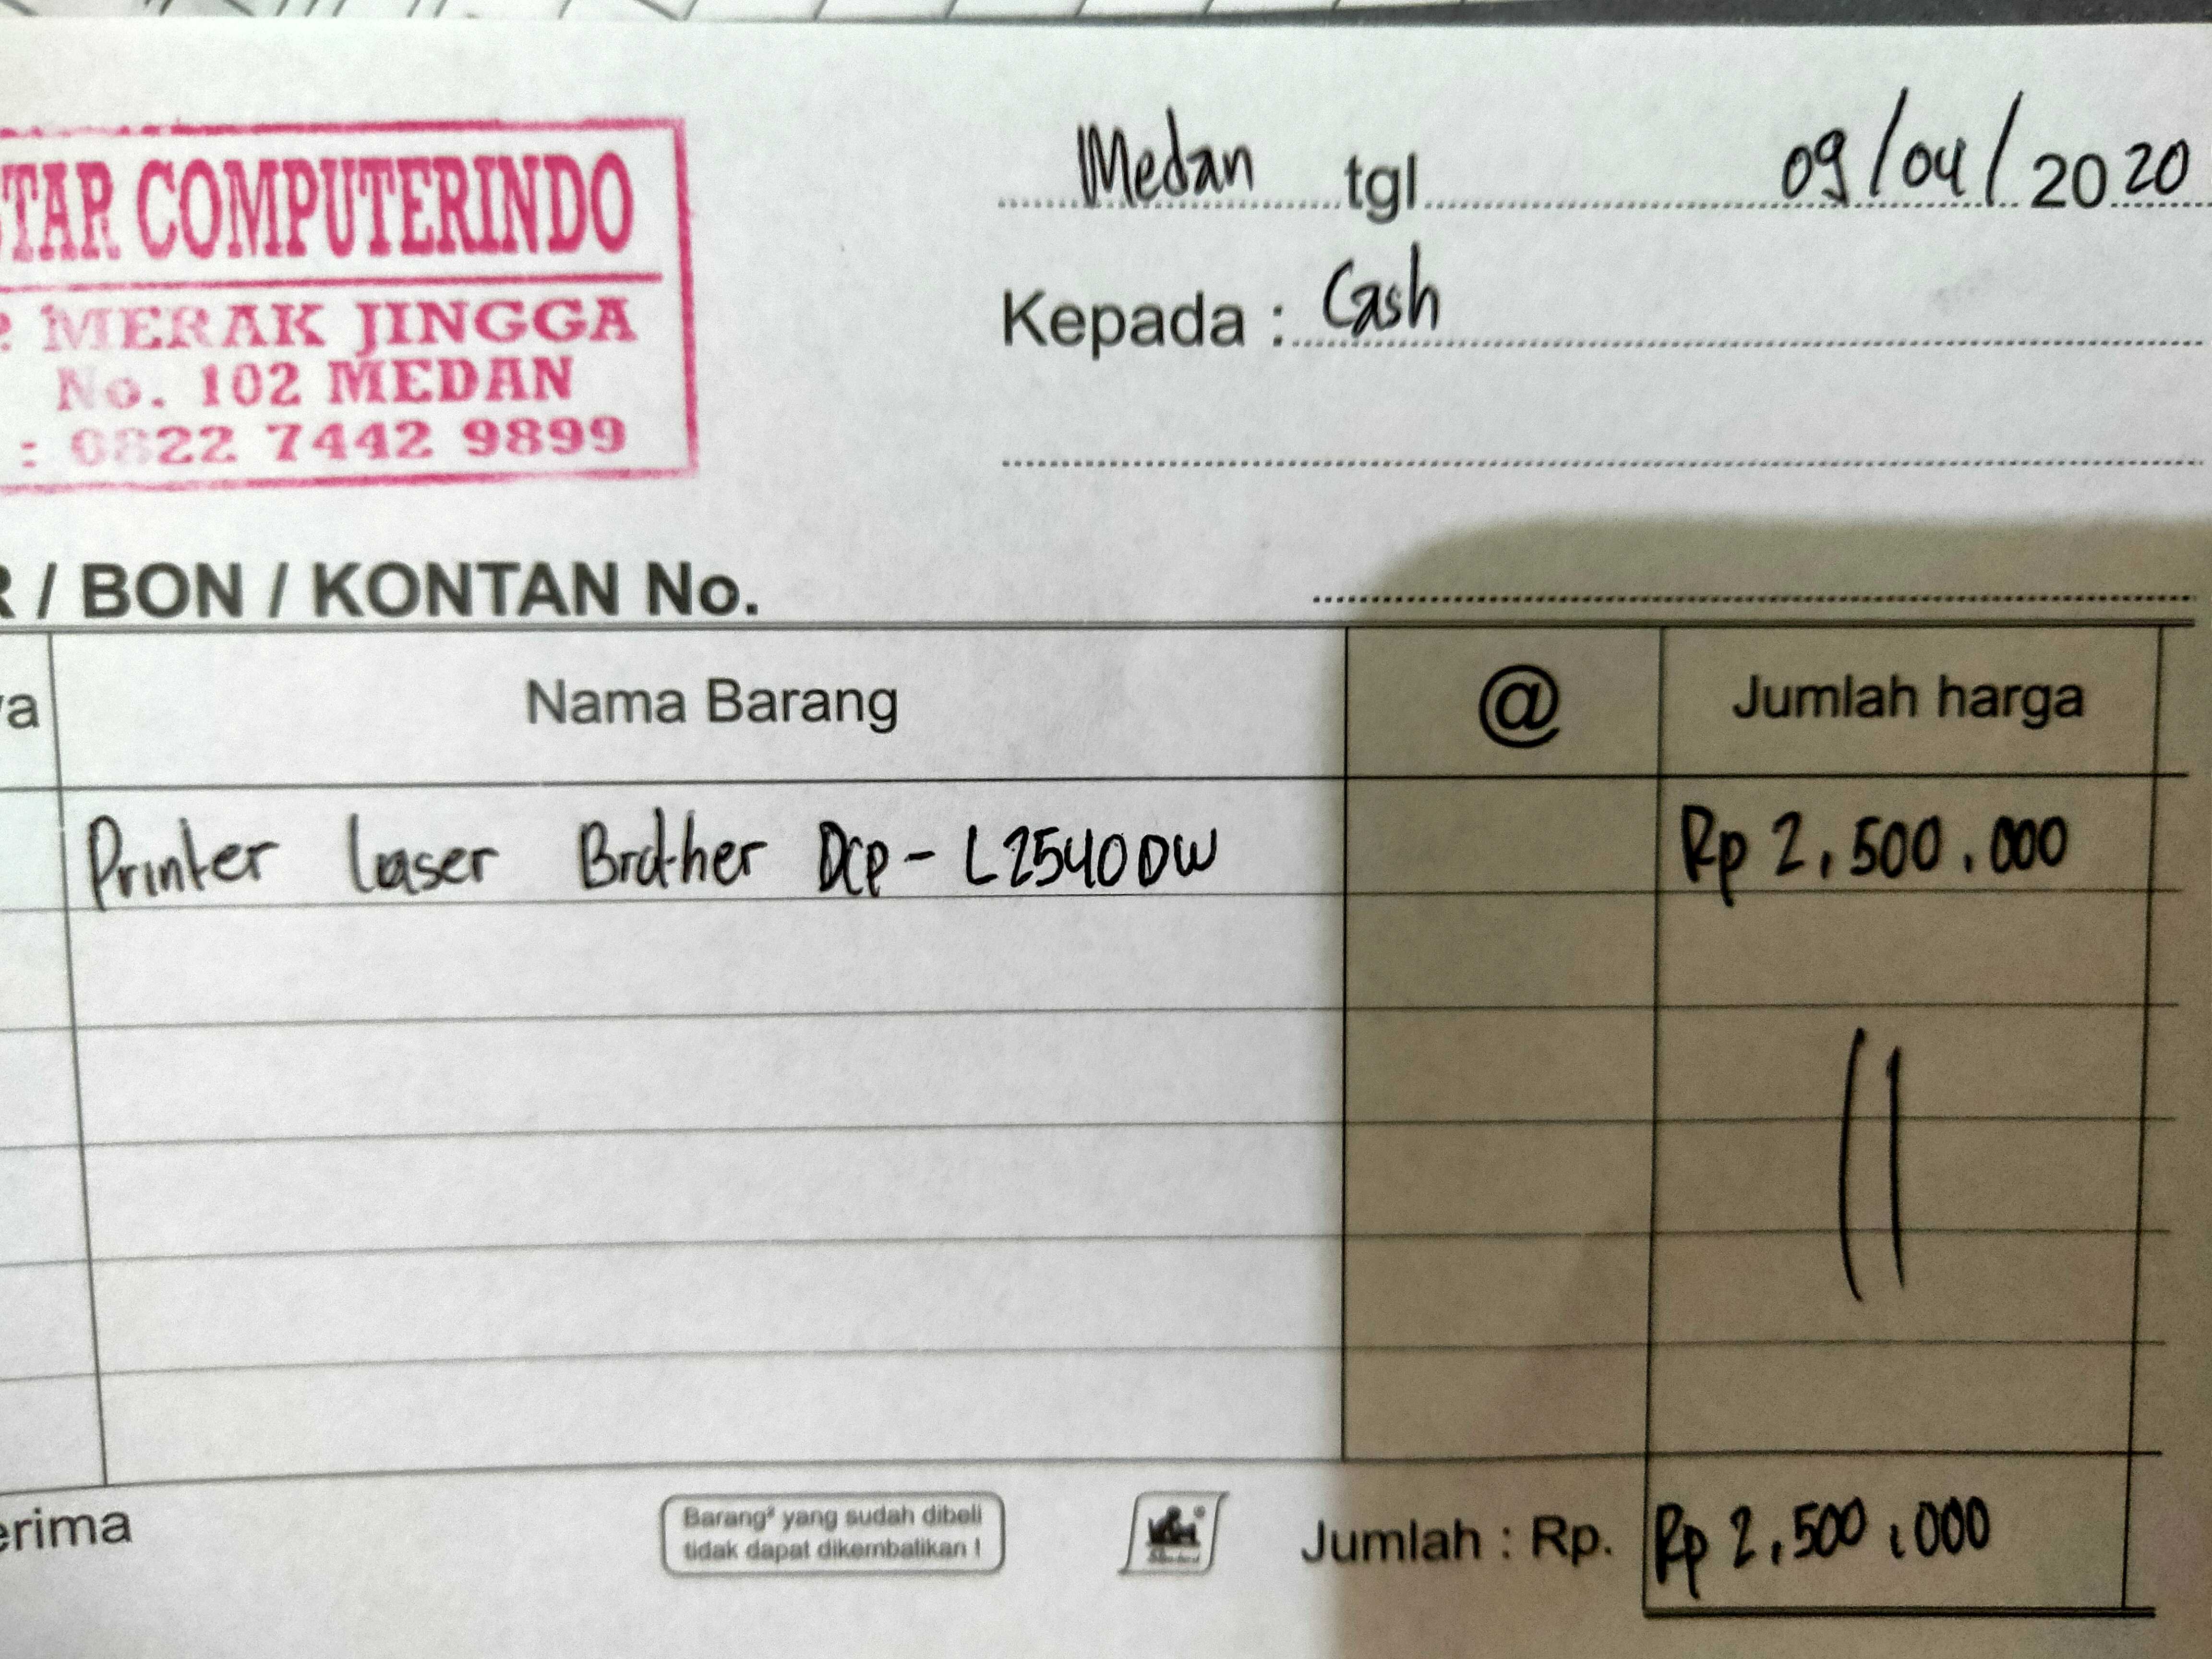 TAR COMPUTERINDO
MERAK JINGGA
No. 102 MEDAN
: 0822 7442 9899
Medan tgl 09/04/2020
Kepada : Cash
R / BON / KONTAN No.
ya Nama Barang @ Jumlah harga
Printer laser Brother DCP - L2540DW Rp 2.500.000
erima
Barang² yang sudah dibeli
tidak dapat dikembalikan !
Jumlah : Rp. Rp 2.500.000